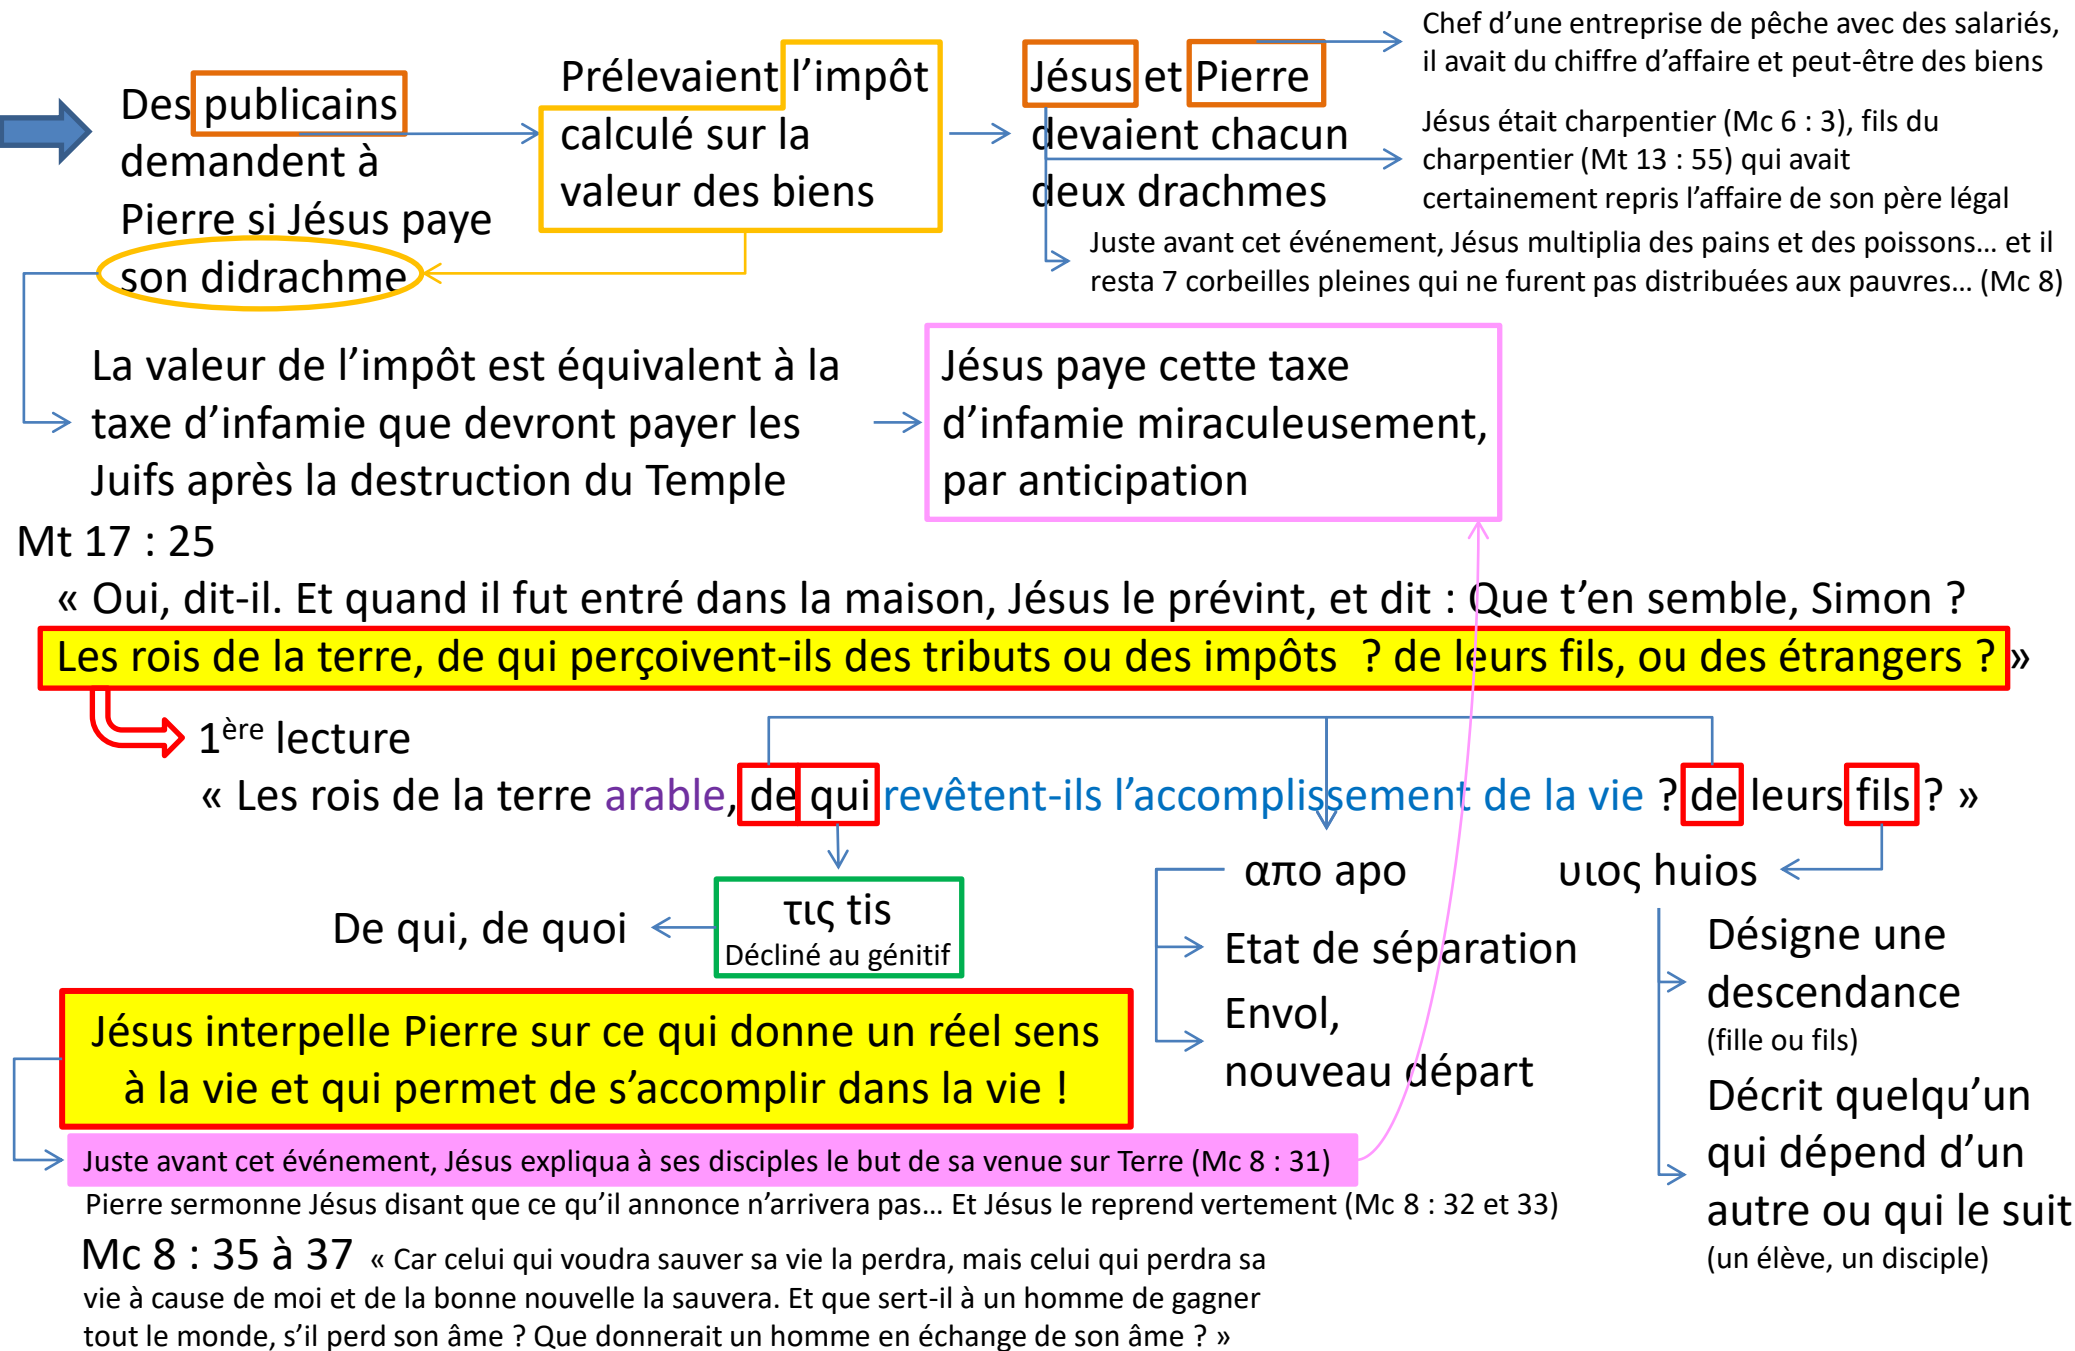 Des publicains
demandent à
Pierre si Jésus paye
son didrachme
Prélevaient l’impôt
calculé sur la
valeur des biens
Jésus et Pierre
devaient chacun
deux drachmes
Chef d’une entreprise de pêche avec des salariés,
il avait du chiffre d’affaire et peut-être des biens
Jésus était charpentier (Mc 6 : 3), fils du
charpentier (Mt 13 : 55) qui avait
certainement repris l’affaire de son père légal
Juste avant cet événement, Jésus multiplia des pains et des poissons… et il
resta 7 corbeilles pleines qui ne furent pas distribuées aux pauvres… (Mc 8)
La valeur de l’impôt est équivalent à la
taxe d’infamie que devront payer les
Juifs après la destruction du Temple
Jésus paye cette taxe
d’infamie miraculeusement,
par anticipation
Mt 17 : 25
« Oui, dit-il. Et quand il fut entré dans la maison, Jésus le prévint, et dit : Que t’en semble, Simon ?
Les rois de la terre, de qui perçoivent-ils des tributs ou des impôts  ? de leurs fils, ou des étrangers ? »
1ère lecture
« Les rois de la terre arable, de qui revêtent-ils l’accomplissement de la vie ? de leurs fils ? »
De qui, de quoi
τις tis
Décliné au génitif
απο apo
Etat de séparation
Envol,
nouveau départ
υιος huios
Désigne une
descendance
(fille ou fils)
Décrit quelqu’un
qui dépend d’un
autre ou qui le suit
(un élève, un disciple)
Jésus interpelle Pierre sur ce qui donne un réel sens
à la vie et qui permet de s’accomplir dans la vie !
Juste avant cet événement, Jésus expliqua à ses disciples le but de sa venue sur Terre (Mc 8 : 31)
Pierre sermonne Jésus disant que ce qu’il annonce n’arrivera pas… Et Jésus le reprend vertement (Mc 8 : 32 et 33)
Mc 8 : 35 à 37 « Car celui qui voudra sauver sa vie la perdra, mais celui qui perdra sa
vie à cause de moi et de la bonne nouvelle la sauvera. Et que sert-il à un homme de gagner
tout le monde, s’il perd son âme ? Que donnerait un homme en échange de son âme ? »